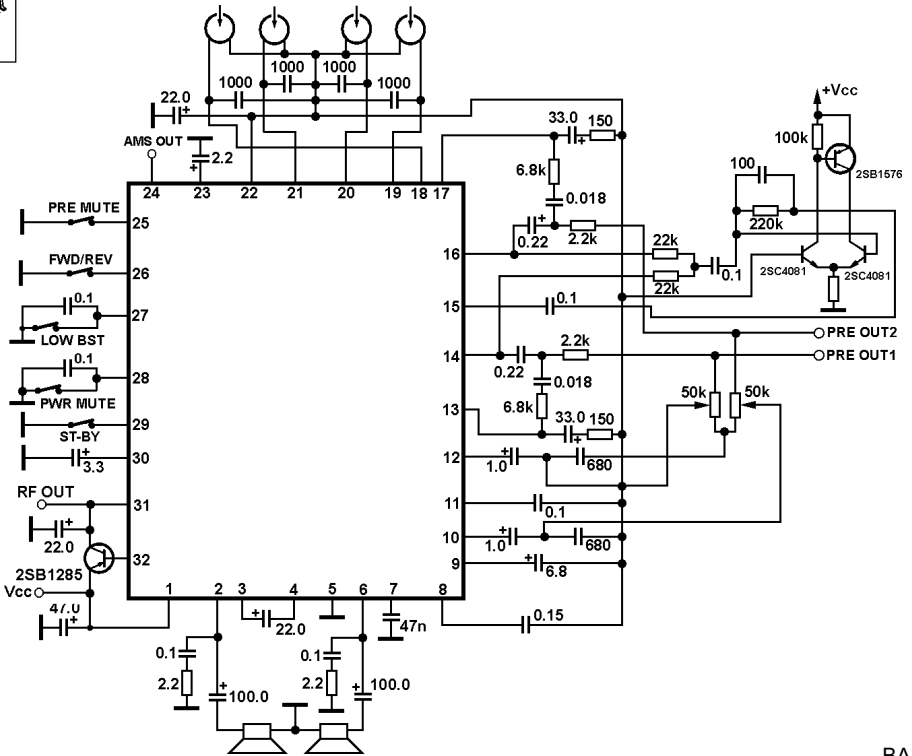 1000 1000
1000 1000
22.0
AMS OUT
2.2
33.0 150
+Vcc
100k
2SB1576
100
220k
6.8k
0.018
0.22 2.2k
22k
22k
0.1
2SC4081 2SC4081
24 23 22 21 20 19 18 17
PRE MUTE 25
FWD/REV 26
0.1
27
LOW BST
0.1
28
PWR MUTE
29
ST-BY
30
3.3
RF OUT
31
22.0
32
2SB1285
Vcc
47.0
16
15 0.1
PRE OUT2
14 0.22 2.2k
PRE OUT1
0.018
6.8k
50k 50k
13
33.0 150
12
1.0 680
11
0.1
10
1.0 680
9
6.8
1 2 3 4 5 6 7 8
22.0
47n
0.15
0.1 0.1
2.2 100.0 2.2 100.0
BA